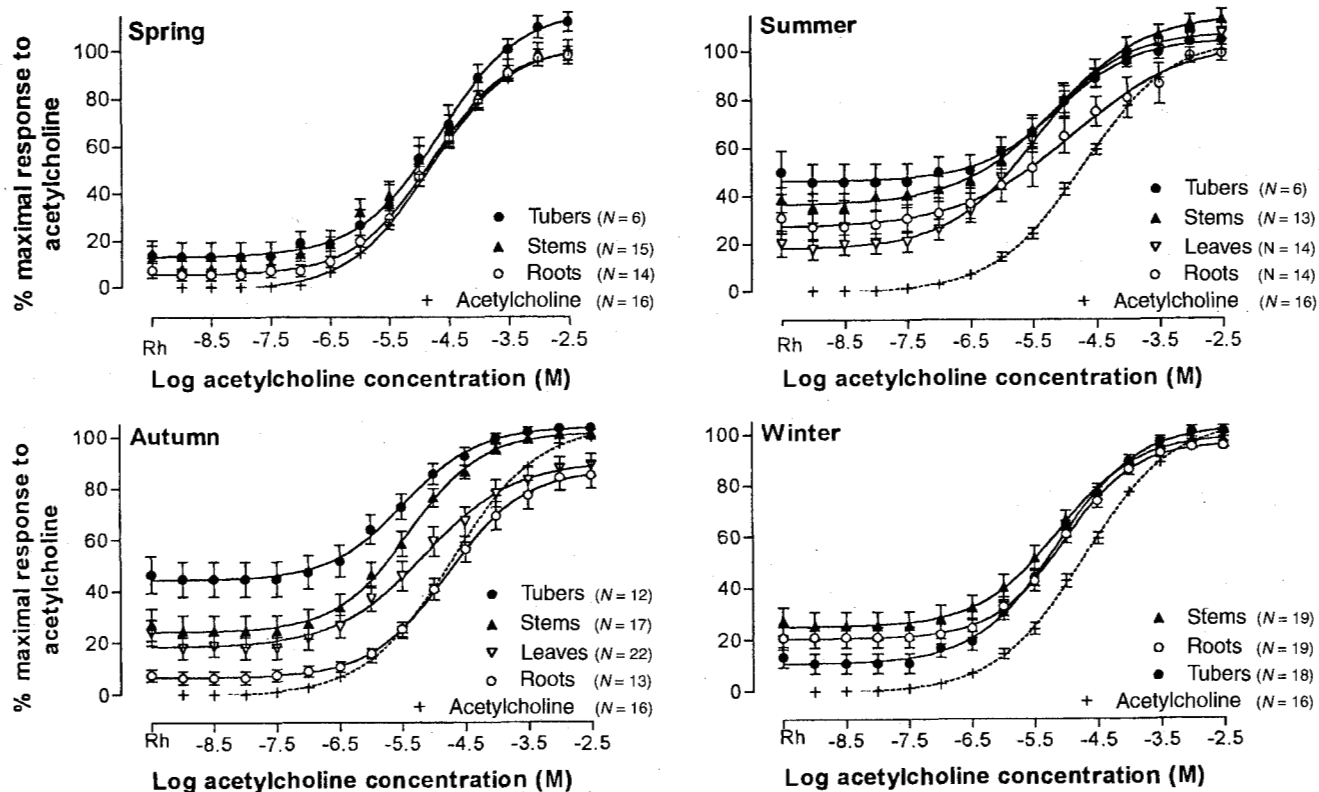 Spring
% maximal response to
acetylcholine
100
80
60
40
20
0
Tubers (N = 6)
Stems (N = 15)
Roots (N = 14)
Acetylcholine (N = 16)
Rh -8.5 -7.5 -6.5 -5.5 -4.5 -3.5 -2.5
Log acetylcholine concentration (M)
Summer
100
80
60
40
20
0
Tubers (N = 6)
Stems (N = 13)
Leaves (N = 14)
Roots (N = 14)
Acetylcholine (N = 16)
Rh -8.5 -7.5 -6.5 -5.5 -4.5 -3.5 -2.5
Log acetylcholine concentration (M)
Autumn
% maximal response to
acetylcholine
100
80
60
40
20
0
Tubers (N = 12)
Stems (N = 17)
Leaves (N = 22)
Roots (N = 13)
Acetylcholine (N = 16)
Rh -8.5 -7.5 -6.5 -5.5 -4.5 -3.5 -2.5
Log acetylcholine concentration (M)
Winter
100
80
60
40
20
0
Stems (N = 19)
Roots (N = 19)
Tubers (N = 18)
Acetylcholine (N = 16)
Rh -8.5 -7.5 -6.5 -5.5 -4.5 -3.5 -2.5
Log acetylcholine concentration (M)